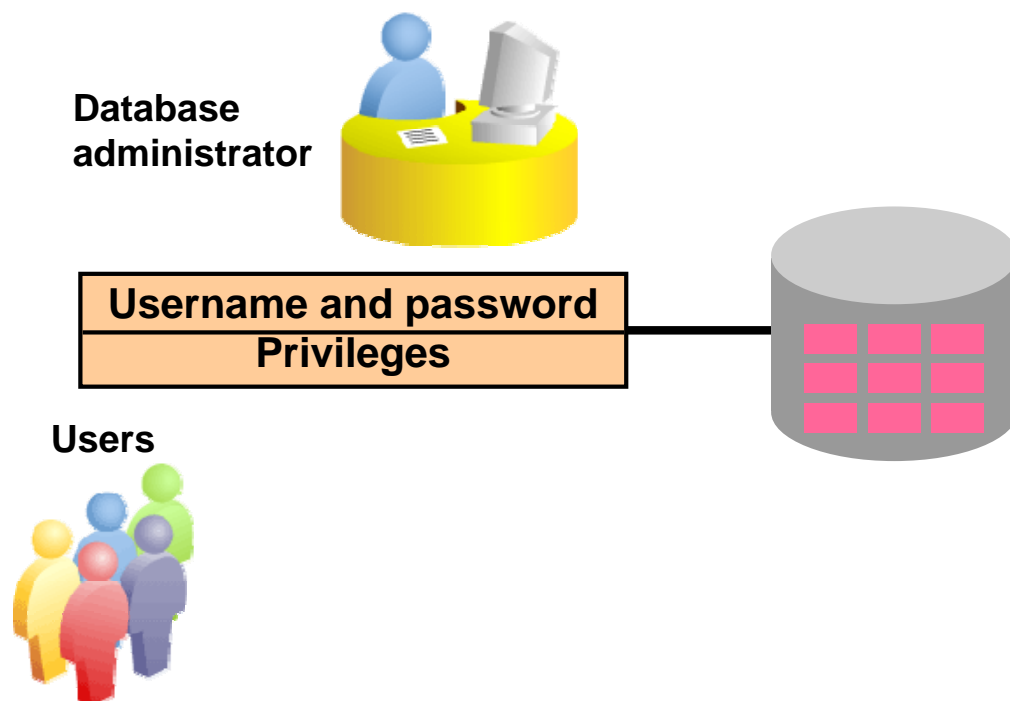 Database
administrator
Username and password
Privileges
Users